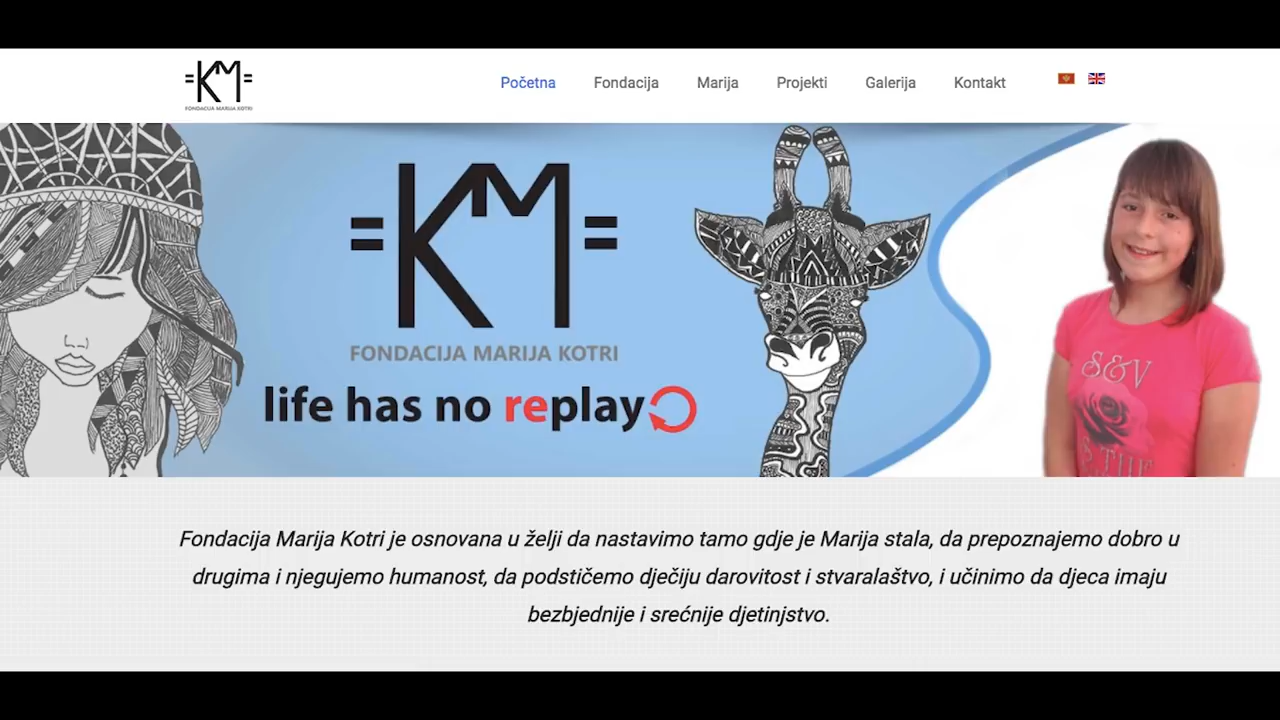 KM
FONDACIJA MARIJA KOTRI
Početna Fondacija Marija Projekti Galerija Kontakt
=KM=
FONDACIJA MARIJA KOTRI
life has no replay
S&V
& THE
Fondacija Marija Kotri je osnovana u želji da nastavimo tamo gdje je Marija stala, da prepoznajemo dobro u
drugima i njegujemo humanost, da podstičemo dječiju darovitost i stvaralaštvo, i učinimo da djeca imaju
bezbjednije i srećnije djetinjstvo.